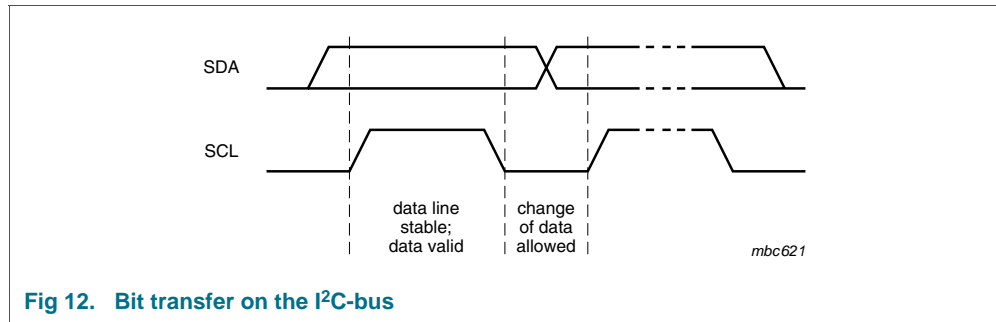 SDA
SCL
data line
stable;
data valid
change
of data
allowed
mbc621
Fig 12. Bit transfer on the I²C-bus